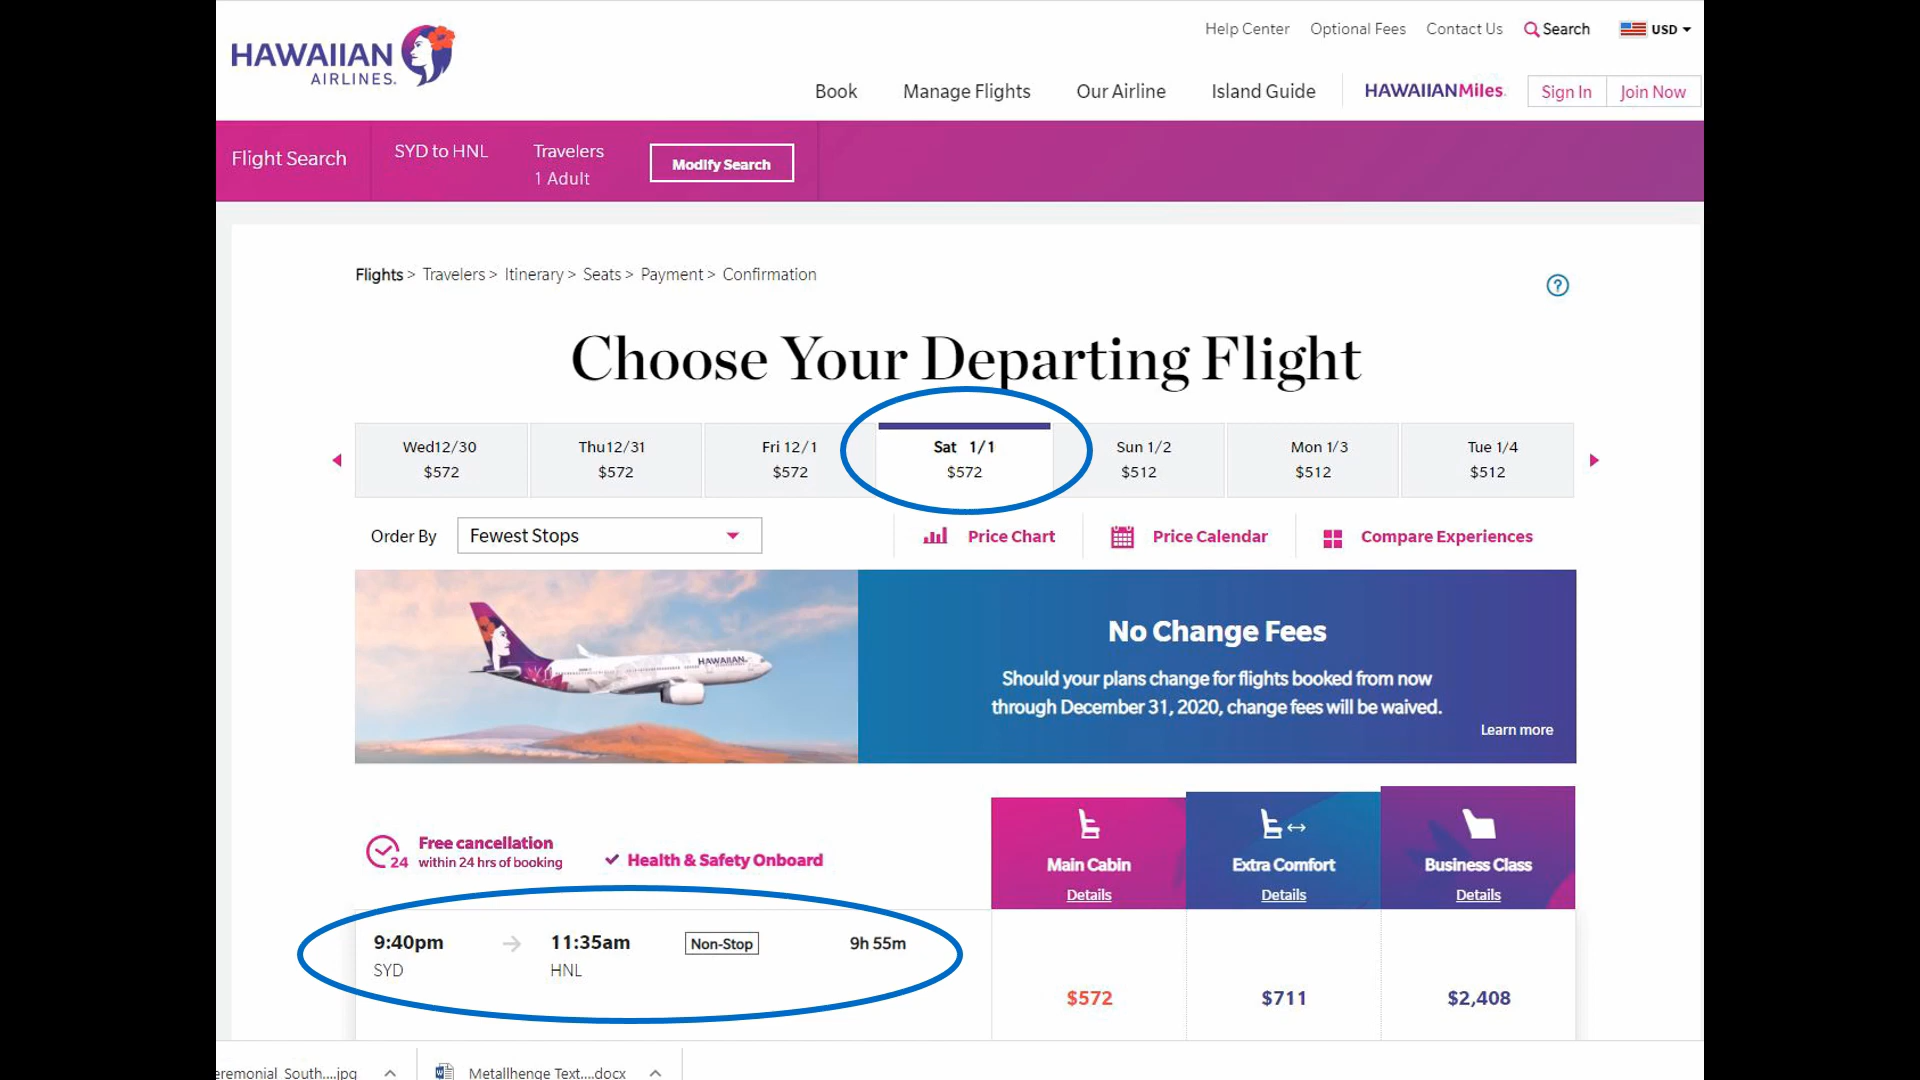 HAWAIIAN
AIRLINES.
Help Center Optional Fees Contact Us Search USD
Book Manage Flights Our Airline Island Guide HAWAIIANMiles. Sign In Join Now
Flight Search SYD to HNL Travelers
1 Adult
Modify Search
Flights > Travelers > Itinerary > Seats > Payment > Confirmation
?
Choose Your Departing Flight
Wed12/30 Thu12/31 Fri 12/1 Sat 1/1 Sun 1/2 Mon 1/3 Tue 1/4
$572 $572 $572 $572 $512 $512 $512
Order By Fewest Stops Price Chart Price Calendar Compare Experiences
HAWAIIAN
No Change Fees
Should your plans change for flights booked from now
through December 31, 2020, change fees will be waived.
Learn more
24 Free cancellation
within 24 hrs of booking
Health & Safety Onboard
Main Cabin Extra Comfort Business Class
Details Details Details
9:40pm 11:35am Non-Stop 9h 55m
SYD HNL
$572 $711 $2,408
eremonial South....jpg Metallhenge Text....docx